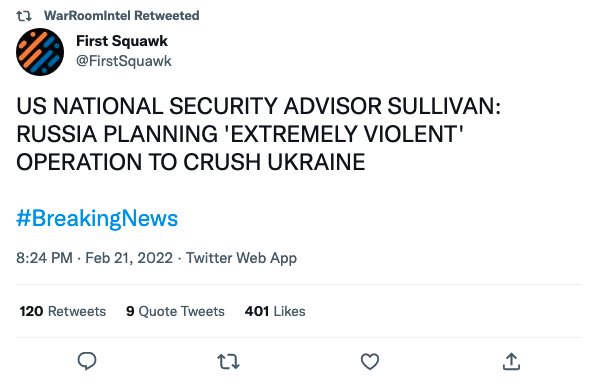 WarRoomIntel Retweeted
First Squawk
@FirstSquawk
US NATIONAL SECURITY ADVISOR SULLIVAN:
RUSSIA PLANNING 'EXTREMELY VIOLENT'
OPERATION TO CRUSH UKRAINE
#BreakingNews
8:24 PM · Feb 21, 2022 · Twitter Web App
120 Retweets 9 Quote Tweets 401 Likes